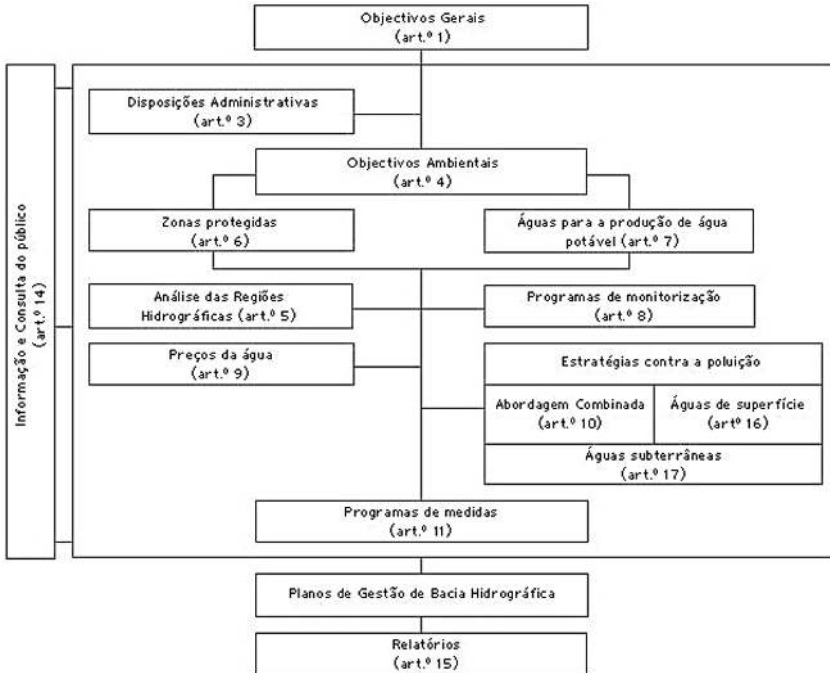 Objectivos Gerais
(art.º 1)
Informação e Consulta do público
(art.º 14)
Disposições Administrativas
(art.º 3)
Objectivos Ambientais
(art.º 4)
Zonas protegidas
(art.º 6)
Águas para a produção de água
potável (art.º 7)
Análise das Regiões
Hidrográficas (art.º 5)
Programas de monitorização
(art.º 8)
Preços da água
(art.º 9)
Estratégias contra a poluição
Abordagem Combinada
(art.º 10)
Águas de superfície
(artº 16)
Águas subterrâneas
(art.º 17)
Programas de medidas
(art.º 11)
Planos de Gestão de Bacia Hidrográfica
Relatórios
(art.º 15)